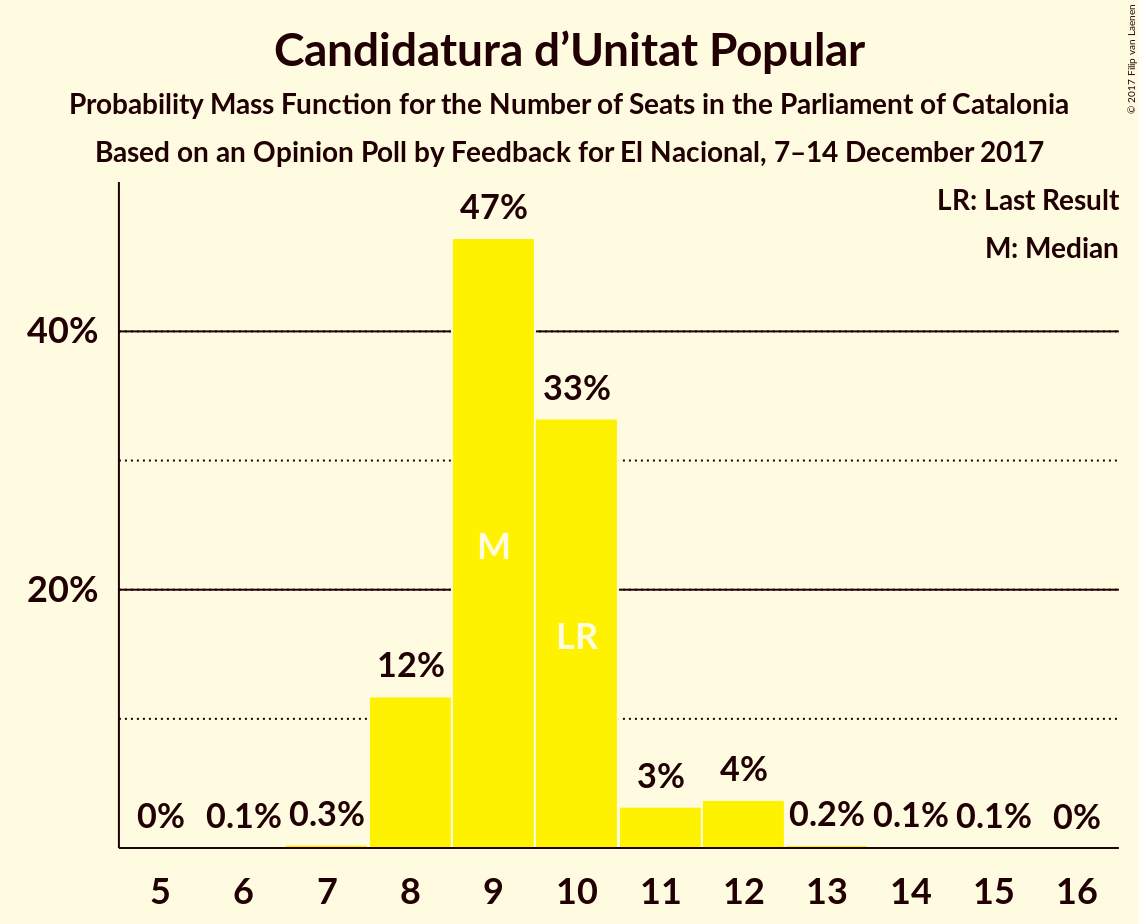 Candidatura d’Unitat Popular
Probability Mass Function for the Number of Seats in the Parliament of Catalonia
Based on an Opinion Poll by Feedback for El Nacional, 7–14 December 2017
© 2017 Filip van Laenen
LR: Last Result
M: Median
47%
40%
33%
M
20%
LR
12%
3%
4%
0%
0.1%
0.3%
0.2%
0.1%
0.1%
0%
5 6 7 8 9 10 11 12 13 14 15 16